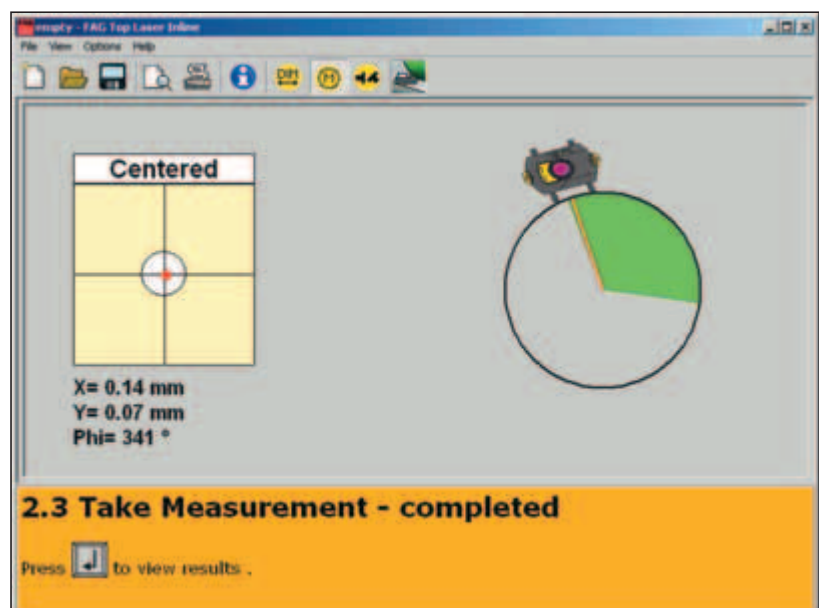 empty - FAG Top Laser Inline
File View Options Help
DIM
M
Centered
X= 0.14 mm
Y= 0.07 mm
Phi= 341 °
2.3 Take Measurement - completed
Press to view results .